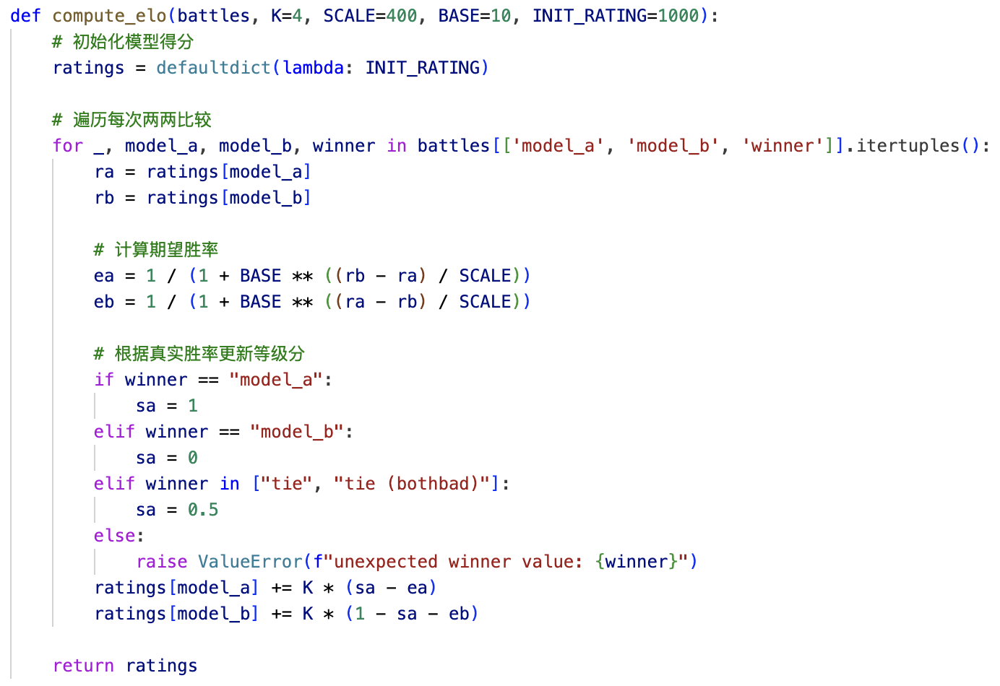 def compute_elo(battles, K=4, SCALE=400, BASE=10, INIT_RATING=1000):
    # 初始化模型得分
    ratings = defaultdict(lambda: INIT_RATING)

    # 遍历每次两两比较
    for _, model_a, model_b, winner in battles[['model_a', 'model_b', 'winner']].itertuples():
        ra = ratings[model_a]
        rb = ratings[model_b]

        # 计算期望胜率
        ea = 1 / (1 + BASE ** ((rb - ra) / SCALE))
        eb = 1 / (1 + BASE ** ((ra - rb) / SCALE))

        # 根据真实胜率更新等级分
        if winner == "model_a":
            sa = 1
        elif winner == "model_b":
            sa = 0
        elif winner in ["tie", "tie (bothbad)"]:
            sa = 0.5
        else:
            raise ValueError(f"unexpected winner value: {winner}")
        ratings[model_a] += K * (sa - ea)
        ratings[model_b] += K * (1 - sa - eb)

    return ratings